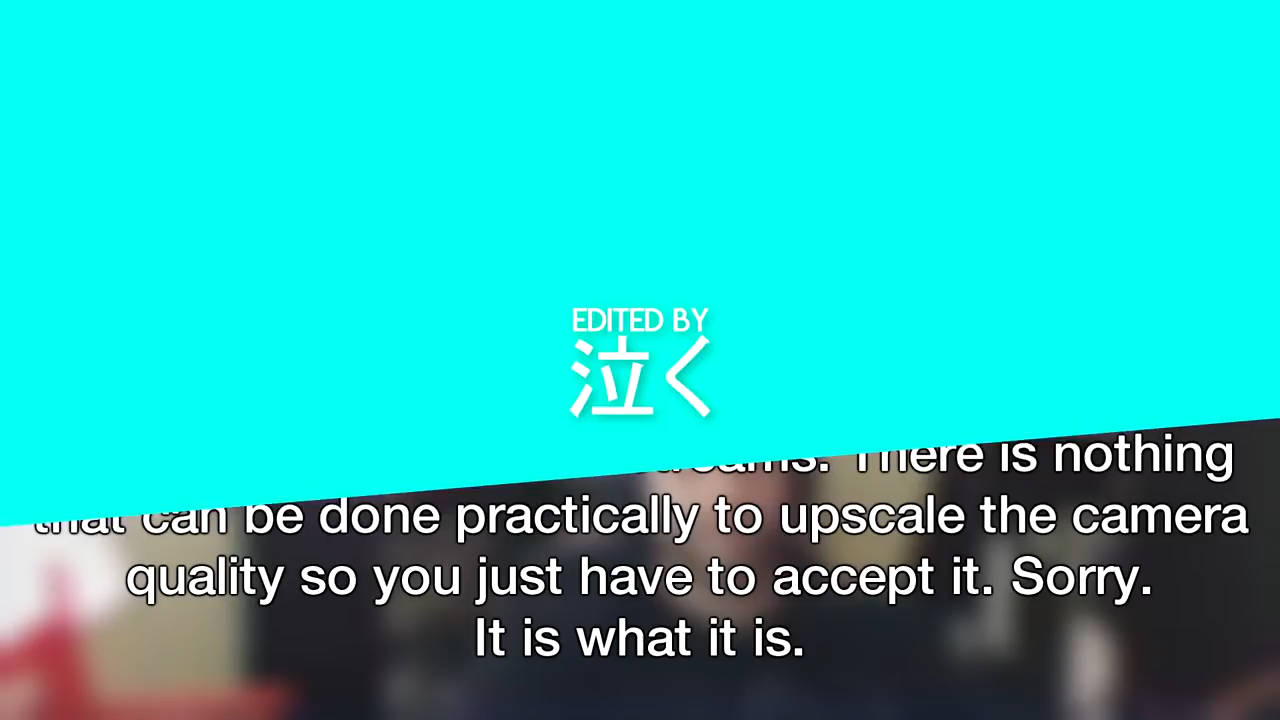 EDITED BY
泣く
There is nothing
that can be done practically to upscale the camera
quality so you just have to accept it. Sorry.
It is what it is.